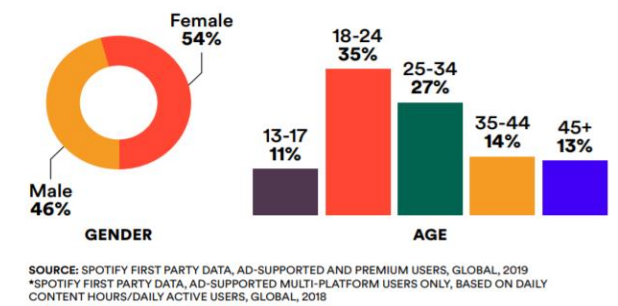 Female
54%
Male
46%
GENDER
13-17
11%
18-24
35%
25-34
27%
35-44
14%
45+
13%
AGE
SOURCE: SPOTIFY FIRST PARTY DATA, AD-SUPPORTED AND PREMIUM USERS, GLOBAL, 2019
*SPOTIFY FIRST PARTY DATA, AD-SUPPORTED MULTI-PLATFORM USERS ONLY, BASED ON DAILY
CONTENT HOURS/DAILY ACTIVE USERS, GLOBAL, 2018